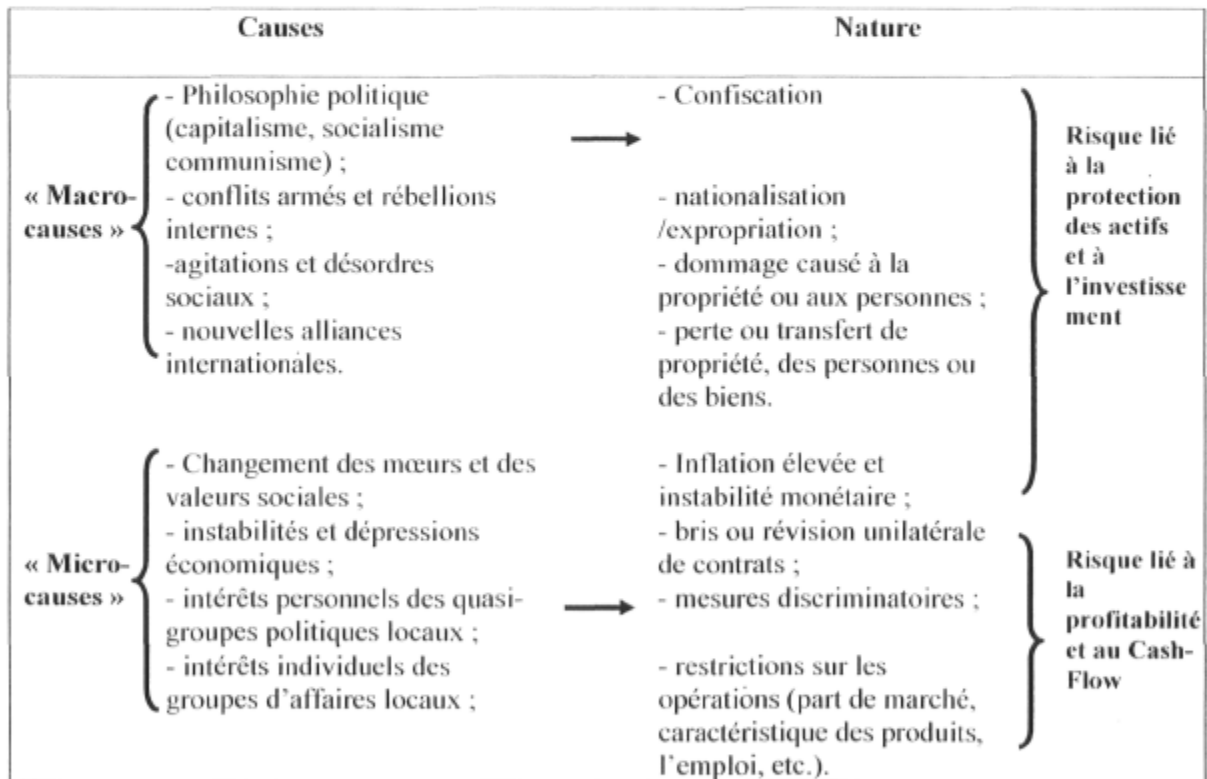 Causes
Nature
« Macro-
causes »
- Philosophie politique
(capitalisme, socialisme
communisme) ;
- conflits armés et rébellions
internes ;
-agitations et désordres
sociaux ;
- nouvelles alliances
internationales.
- Confiscation
- nationalisation
/expropriation ;
- dommage causé à la
propriété ou aux personnes ;
- perte ou transfert de
propriété, des personnes ou
des biens.
Risque lié
à la
protection
des actifs
et à
l'investisse
ment
« Micro-
causes »
- Changement des mœurs et des
valeurs sociales ;
- instabilités et dépressions
économiques ;
- intérêts personnels des quasi-
groupes politiques locaux ;
- intérêts individuels des
groupes d'affaires locaux ;
- Inflation élevée et
instabilité monétaire ;
- bris ou révision unilatérale
de contrats ;
- mesures discriminatoires ;
- restrictions sur les
opérations (part de marché,
caractéristique des produits,
l'emploi, etc.).
Risque lié à
la
profitabilité
et au Cash-
Flow